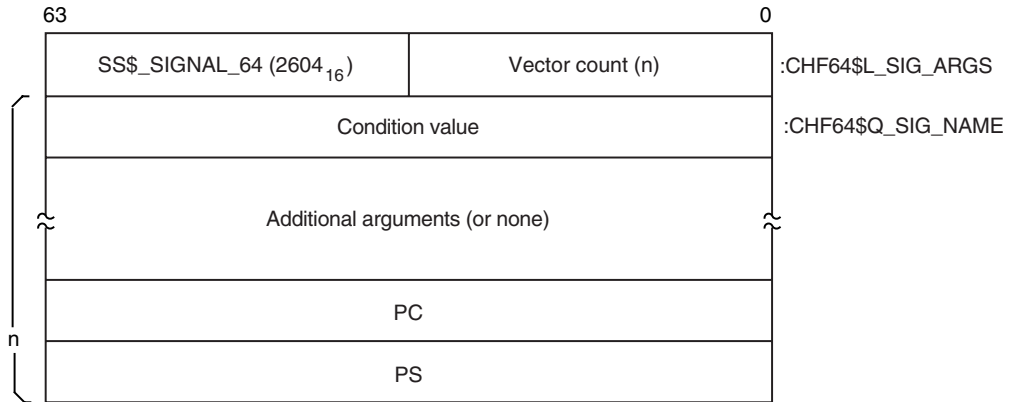 63 0
SS$_SIGNAL_64 (2604₁₆) Vector count (n) :CHF64$L_SIG_ARGS
Condition value :CHF64$Q_SIG_NAME
Additional arguments (or none)
PC
n
PS